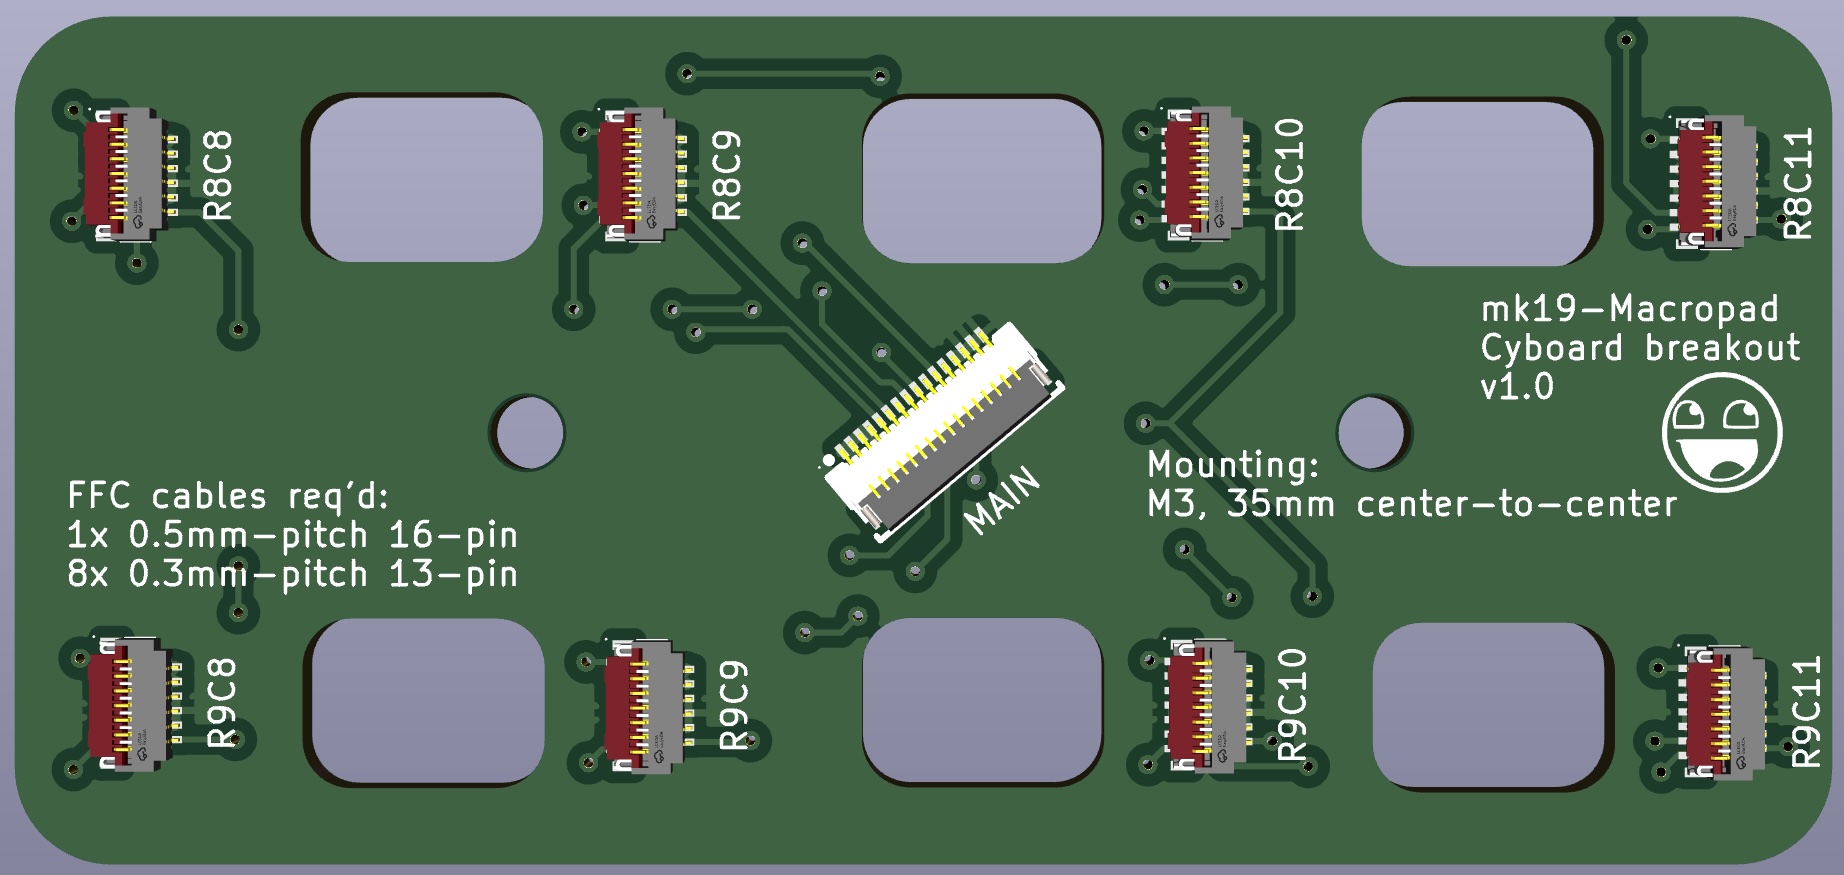 R8C8
R8C9
R8C10
R8C11
mk19-Macropad
Cyboard breakout
v1.0
FFC cables req'd:
1x 0.5mm-pitch 16-pin
8x 0.3mm-pitch 13-pin
MAIN
Mounting:
M3, 35mm center-to-center
R9C8
R9C9
R9C10
R9C11